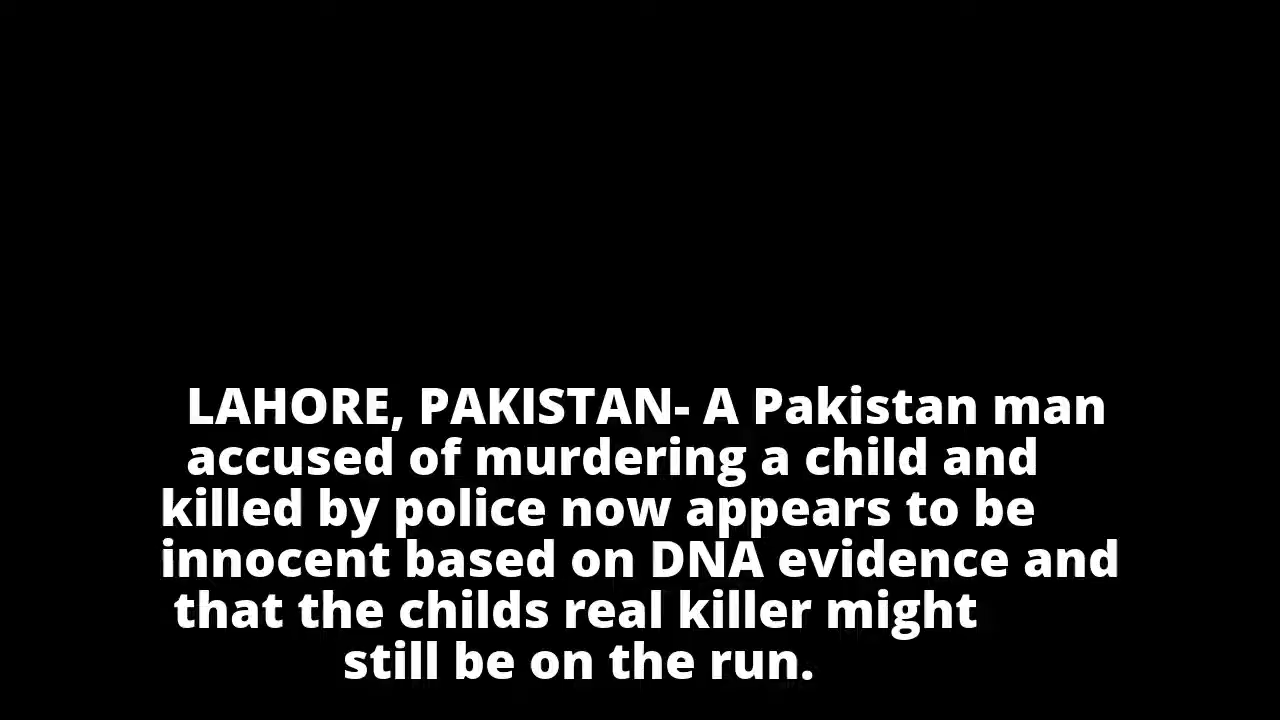 LAHORE, PAKISTAN- A Pakistan man
accused of murdering a child and
killed by police now appears to be
innocent based on DNA evidence and
that the childs real killer might
still be on the run.